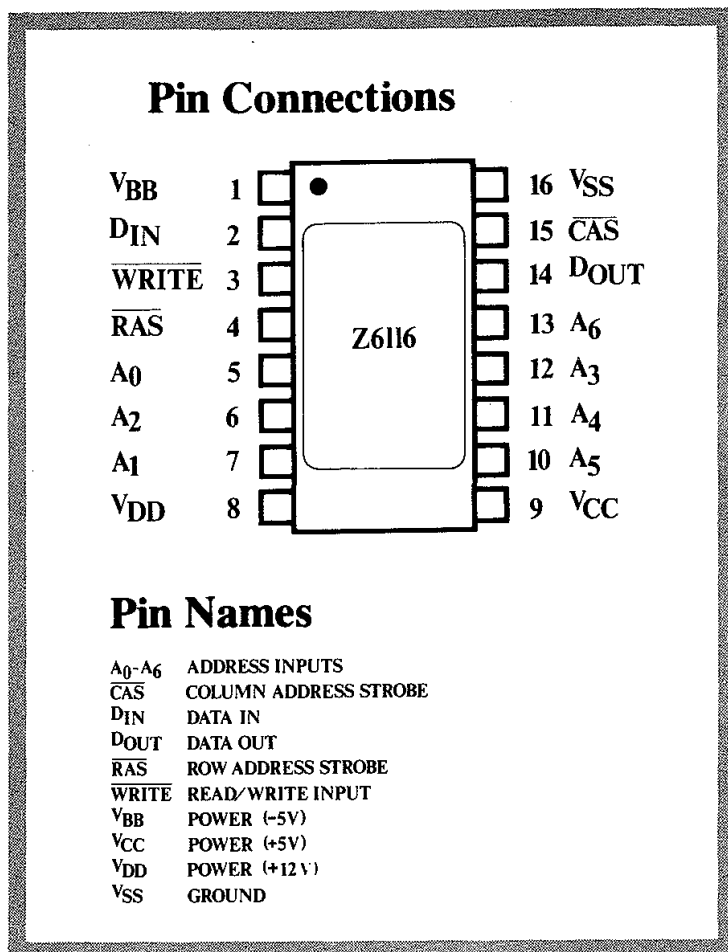 Pin Connections
VBB 1 16 VSS
DIN 2 15 CAS
WRITE 3 14 DOUT
RAS 4 13 A6
Z6116
A0 5 12 A3
A2 6 11 A4
A1 7 10 A5
VDD 8 9 VCC
Pin Names
A0-A6 ADDRESS INPUTS
CAS COLUMN ADDRESS STROBE
DIN DATA IN
DOUT DATA OUT
RAS ROW ADDRESS STROBE
WRITE READ/WRITE INPUT
VBB POWER (-5V)
VCC POWER (+5V)
VDD POWER (+12V)
VSS GROUND